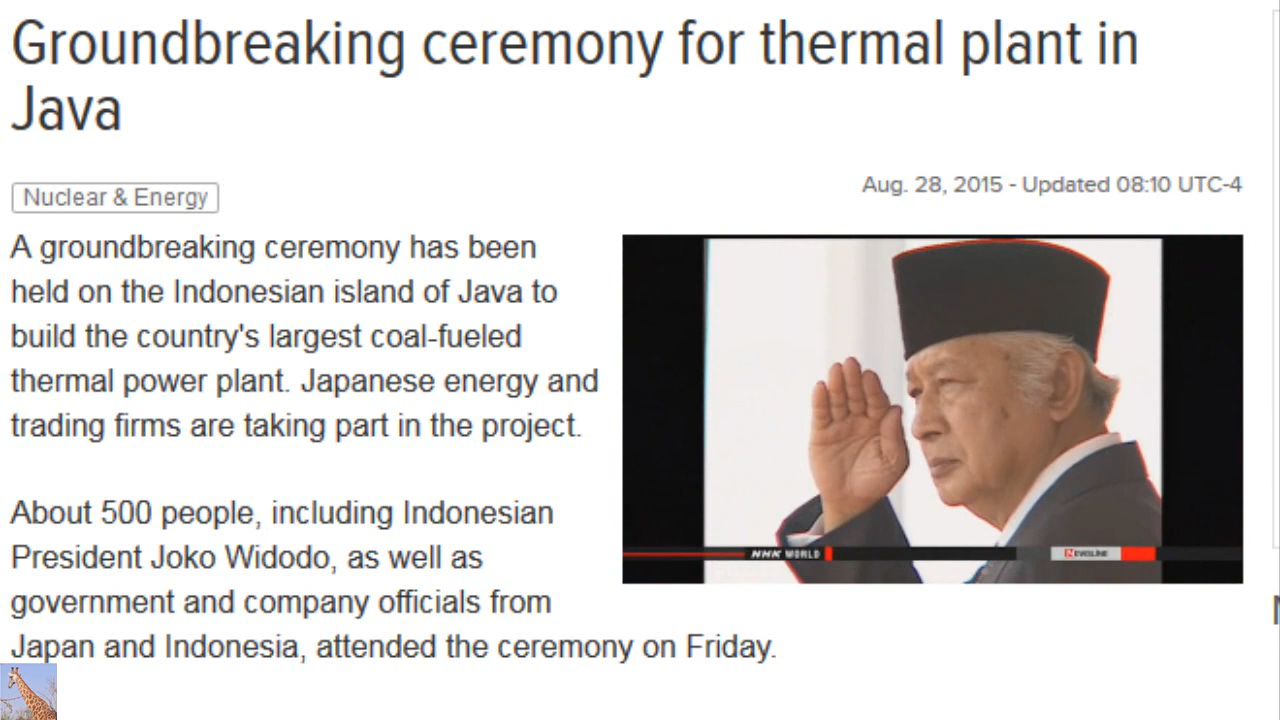 Groundbreaking ceremony for thermal plant in
Java
Nuclear & Energy
Aug. 28, 2015 - Updated 08:10 UTC-4
A groundbreaking ceremony has been
held on the Indonesian island of Java to
build the country's largest coal-fueled
thermal power plant. Japanese energy and
trading firms are taking part in the project.
About 500 people, including Indonesian
President Joko Widodo, as well as
government and company officials from
Japan and Indonesia, attended the ceremony on Friday.
NHK WORLD
NEWSLINE